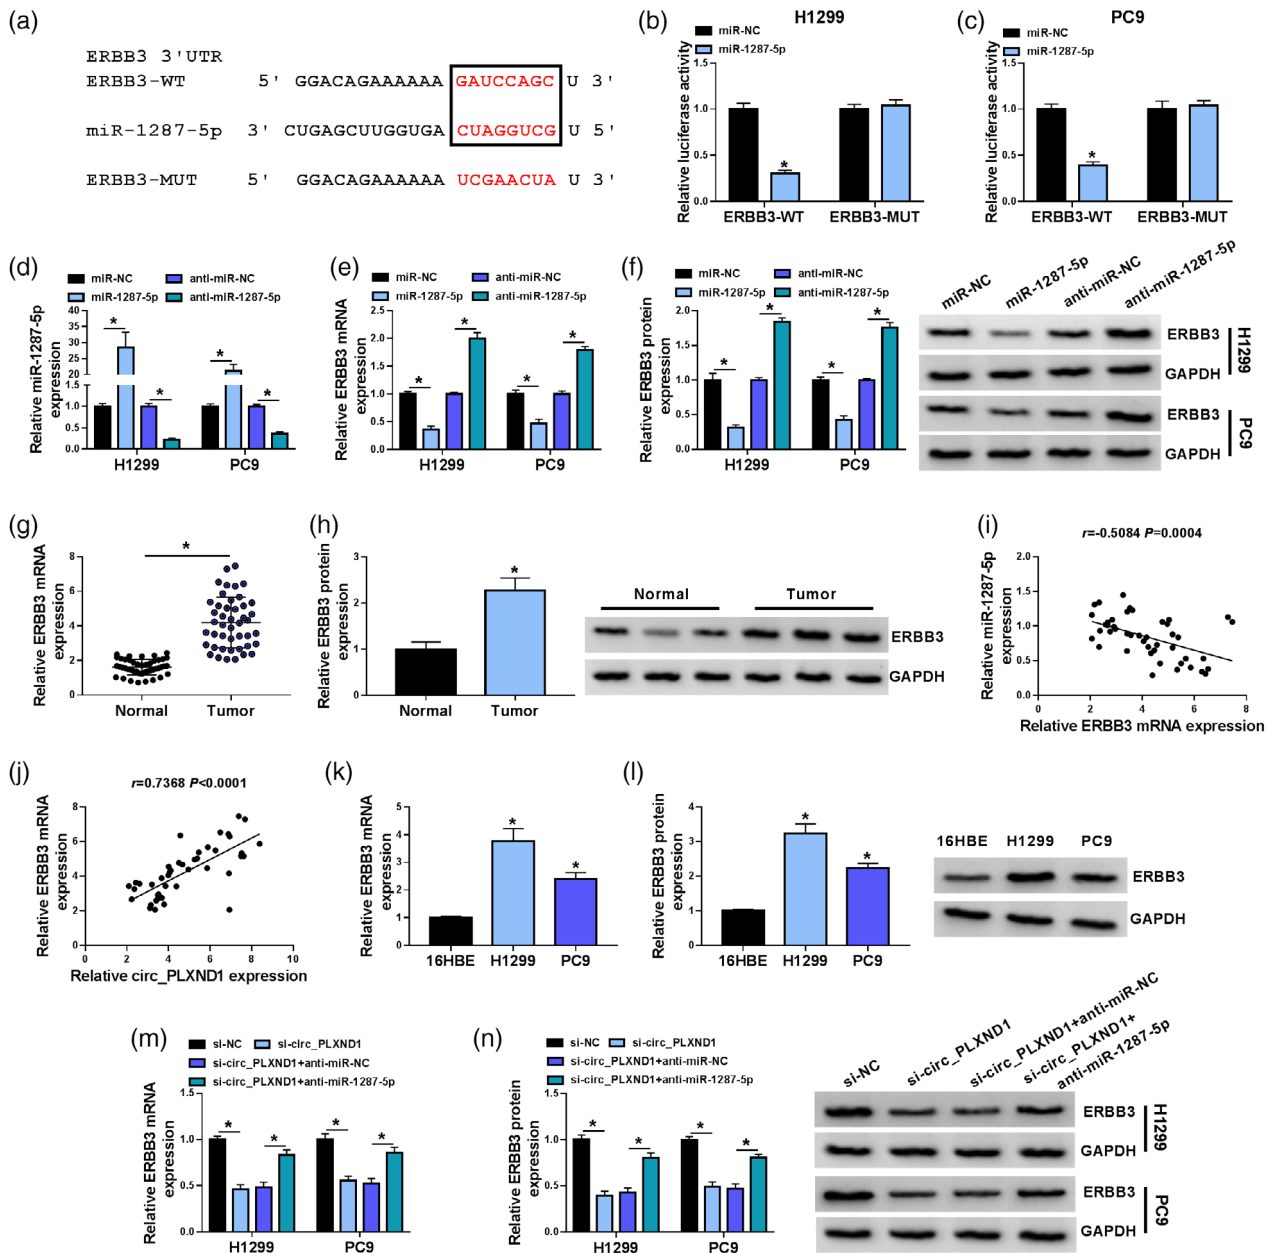 (a)
ERBB3 3'UTR
ERBB3-WT 5' GGACAGAAAAAA GAUCCAGC U 3'
miR-1287-5p 3' CUGAGCUUGGUGA CUAGGUCG U 5'
ERBB3-MUT 5' GGACAGAAAAAA UCGAACUA U 3'
(b) H1299
miR-NC
miR-1287-5p
Relative luciferase activity
1.5
1.0
0.5
0.0
*
ERBB3-WT ERBB3-MUT
(c) PC9
miR-NC
miR-1287-5p
Relative luciferase activity
1.5
1.0
0.5
0.0
*
ERBB3-WT ERBB3-MUT
(d)
miR-NC anti-miR-NC
miR-1287-5p anti-miR-1287-5p
Relative miR-1287-5p
expression
40
35
30
25
20
15
1.5
1.0
0.5
0.0
* * * *
H1299 PC9
(e)
miR-NC anti-miR-NC
miR-1287-5p anti-miR-1287-5p
Relative ERBB3 mRNA
expression
2.5
2.0
1.5
1.0
0.5
0.0
* * * *
H1299 PC9
(f)
miR-NC anti-miR-NC
miR-1287-5p anti-miR-1287-5p
Relative ERBB3 protein
expression
2.0
1.5
1.0
0.5
0.0
* * * *
H1299 PC9
miR-NC miR-1287-5p anti-miR-NC anti-miR-1287-5p
ERBB3
GAPDH
H1299
ERBB3
GAPDH
PC9
(g)
Relative ERBB3 mRNA
expression
8
6
4
2
0
*
Normal Tumor
(h)
Relative ERBB3 protein
expression
3
2
1
0
*
Normal Tumor
Normal Tumor
ERBB3
GAPDH
(i)
r=-0.5084 P=0.0004
Relative miR-1287-5p
expression
2.0
1.5
1.0
0.5
0.0
0 2 4 6 8
Relative ERBB3 mRNA expression
(j)
r=0.7368 P<0.0001
Relative ERBB3 mRNA
expression
8
6
4
2
0
0 2 4 6 8 10
Relative circ_PLXND1 expression
(k)
Relative ERBB3 mRNA
expression
5
4
3
2
1
0
* *
16HBE H1299 PC9
(l)
Relative ERBB3 protein
expression
4
3
2
1
0
* *
16HBE H1299 PC9
16HBE H1299 PC9
ERBB3
GAPDH
(m)
si-NC si-circ_PLXND1
si-circ_PLXND1+anti-miR-NC
si-circ_PLXND1+anti-miR-1287-5p
Relative ERBB3 mRNA
expression
1.5
1.0
0.5
0.0
* * * *
H1299 PC9
(n)
si-NC si-circ_PLXND1
si-circ_PLXND1+anti-miR-NC
si-circ_PLXND1+anti-miR-1287-5p
Relative ERBB3 protein
expression
1.5
1.0
0.5
0.0
* * * *
H1299 PC9
si-NC
si-circ_PLXND1
si-circ_PLXND1+anti-miR-NC
si-circ_PLXND1+
anti-miR-1287-5p
ERBB3
GAPDH
H1299
ERBB3
GAPDH
PC9